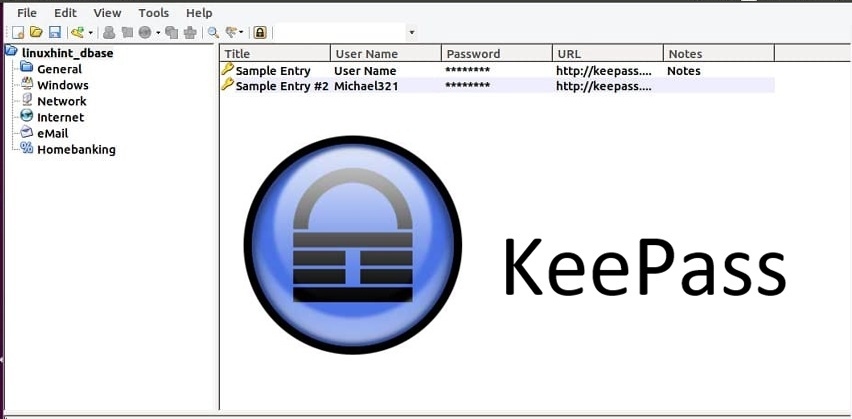 File Edit View Tools Help
linuxhint_dbase
General
Windows
Network
Internet
eMail
Homebanking
Title User Name Password URL Notes
Sample Entry User Name ******** http://keepass.... Notes
Sample Entry #2 Michael321 ******** http://keepass....
KeePass